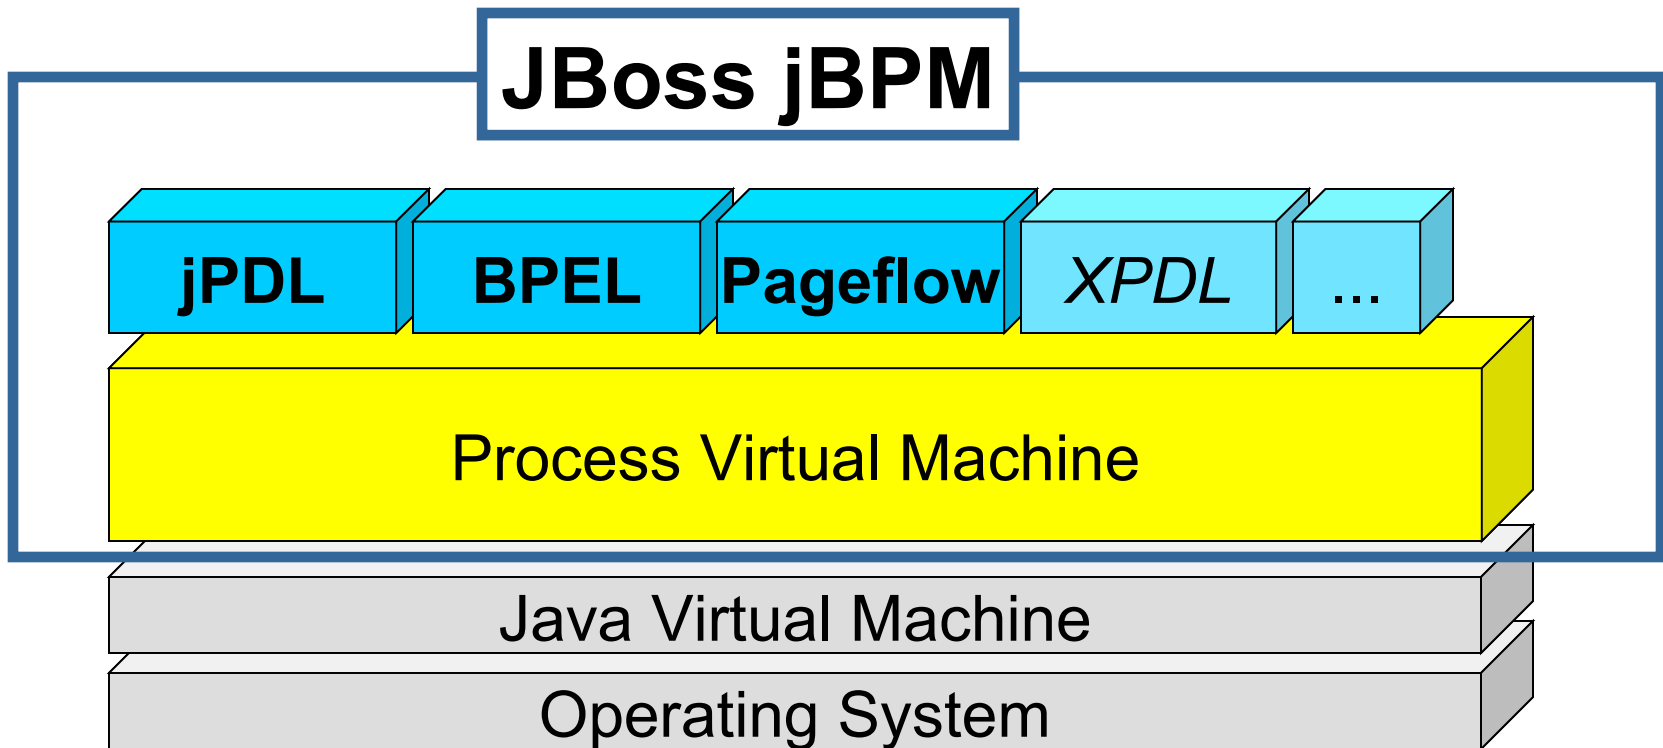 JBoss jBPM
jPDL
BPEL
Pageflow
XPDL
...
Process Virtual Machine
Java Virtual Machine
Operating System